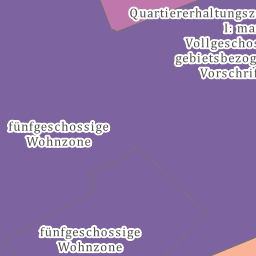 Quartiererhaltungsz
I: ma
Vollgeschos
gebietsbezog
Vorschrif
fünfgeschossige
Wohnzone
fünfgeschossige
Wohnzone